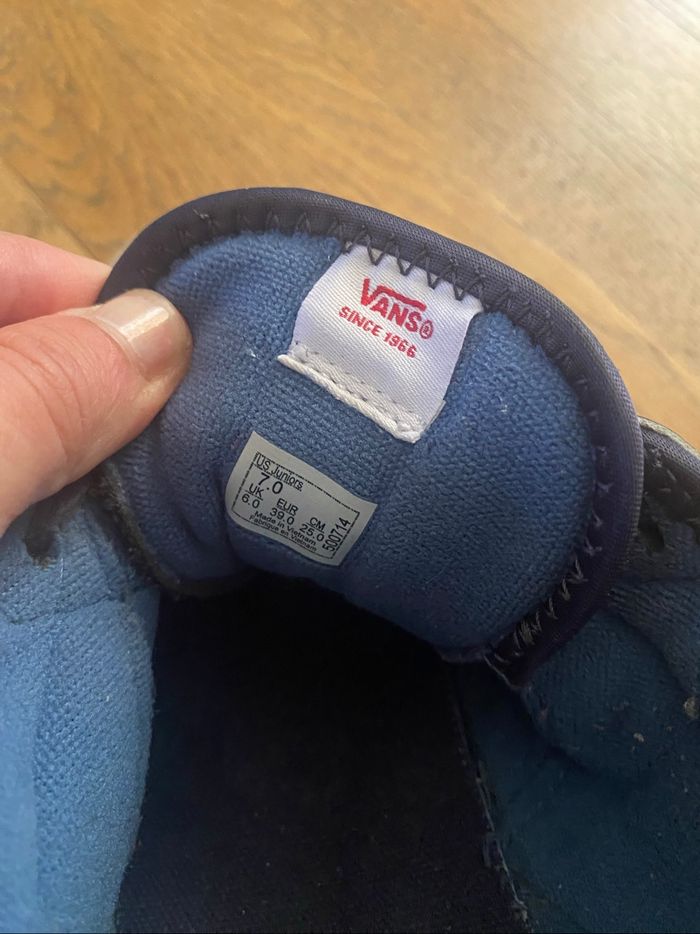 VANS®
SINCE 1966
US Juniors
7.0
UK EUR CM
6.0 39.0 25.0
500714
Made in Vietnam
Fabriqué en Vietnam